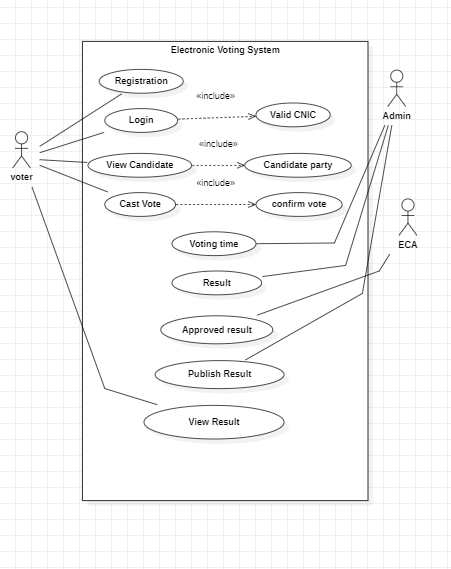 Electronic Voting System
Registration
«include»
Login
Valid CNIC
Admin
«include»
voter
View Candidate
Candidate party
«include»
Cast Vote
confirm vote
Voting time
ECA
Result
Approved result
Publish Result
View Result